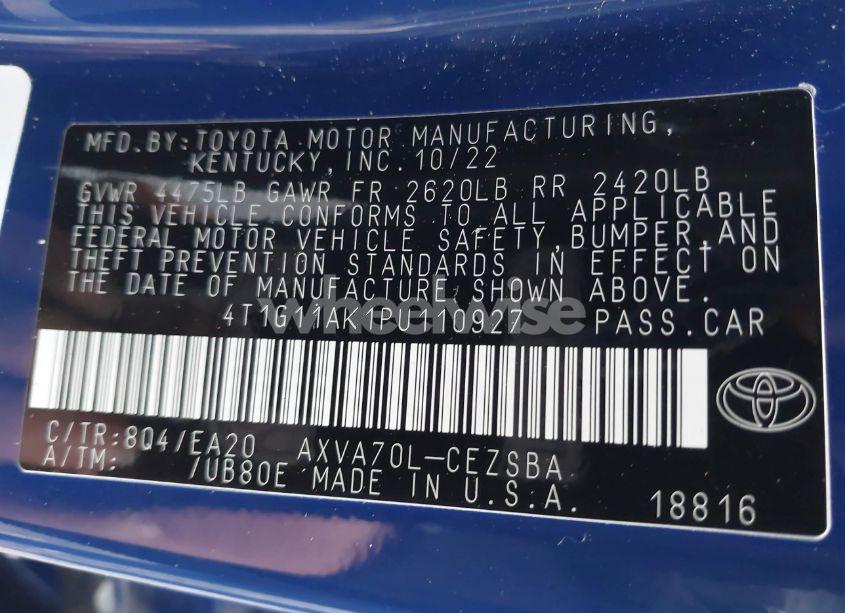 MFD.BY:TOYOTA MOTOR MANUFACTURING,
KENTUCKY,INC.10/22
GVWR 4475LB GAWR FR 2620LB RR 2420LB
THIS VEHICLE CONFORMS TO ALL APPLICABLE
FEDERAL MOTOR VEHICLE SAFETY,BUMPER,AND
THEFT PREVENTION STANDARDS IN EFFECT ON
THE DATE OF MANUFACTURE SHOWN ABOVE.
4T1G11AK1PU110927 PASS.CAR
wheelwise
C/TR:8Q4/EA20 AXVA70L-CEZSBA
A/TM: /UB80E MADE IN U.S.A. 18816